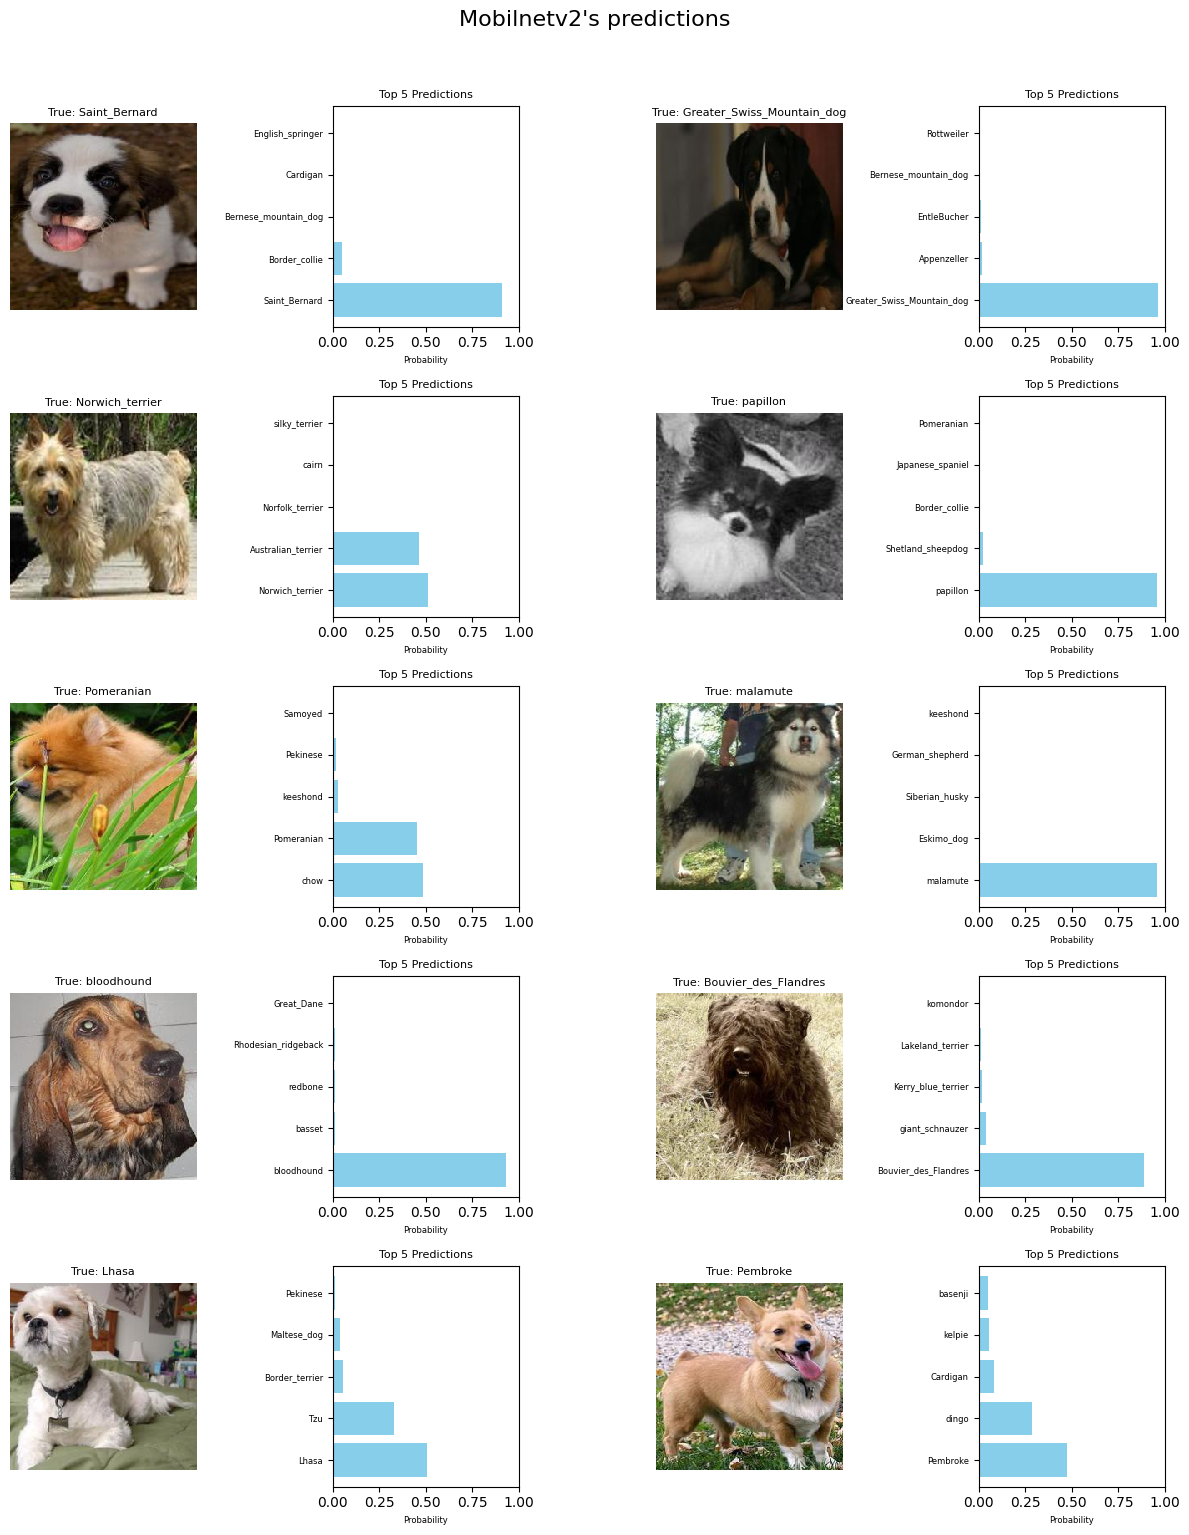 Mobilnetv2's predictions
True: Saint_Bernard
Top 5 Predictions
English_springer
Cardigan
Bernese_mountain_dog
Border_collie
Saint_Bernard
0.00 0.25 0.50 0.75 1.00
Probability
True: Greater_Swiss_Mountain_dog
Top 5 Predictions
Rottweiler
Bernese_mountain_dog
EntleBucher
Appenzeller
Greater_Swiss_Mountain_dog
0.00 0.25 0.50 0.75 1.00
Probability
True: Norwich_terrier
Top 5 Predictions
silky_terrier
cairn
Norfolk_terrier
Australian_terrier
Norwich_terrier
0.00 0.25 0.50 0.75 1.00
Probability
True: papillon
Top 5 Predictions
Pomeranian
Japanese_spaniel
Border_collie
Shetland_sheepdog
papillon
0.00 0.25 0.50 0.75 1.00
Probability
True: Pomeranian
Top 5 Predictions
Samoyed
Pekinese
keeshond
Pomeranian
chow
0.00 0.25 0.50 0.75 1.00
Probability
True: malamute
Top 5 Predictions
keeshond
German_shepherd
Siberian_husky
Eskimo_dog
malamute
0.00 0.25 0.50 0.75 1.00
Probability
True: bloodhound
Top 5 Predictions
Great_Dane
Rhodesian_ridgeback
redbone
basset
bloodhound
0.00 0.25 0.50 0.75 1.00
Probability
True: Bouvier_des_Flandres
Top 5 Predictions
komondor
Lakeland_terrier
Kerry_blue_terrier
giant_schnauzer
Bouvier_des_Flandres
0.00 0.25 0.50 0.75 1.00
Probability
True: Lhasa
Top 5 Predictions
Pekinese
Maltese_dog
Border_terrier
Tzu
Lhasa
0.00 0.25 0.50 0.75 1.00
Probability
True: Pembroke
Top 5 Predictions
basenji
kelpie
Cardigan
dingo
Pembroke
0.00 0.25 0.50 0.75 1.00
Probability